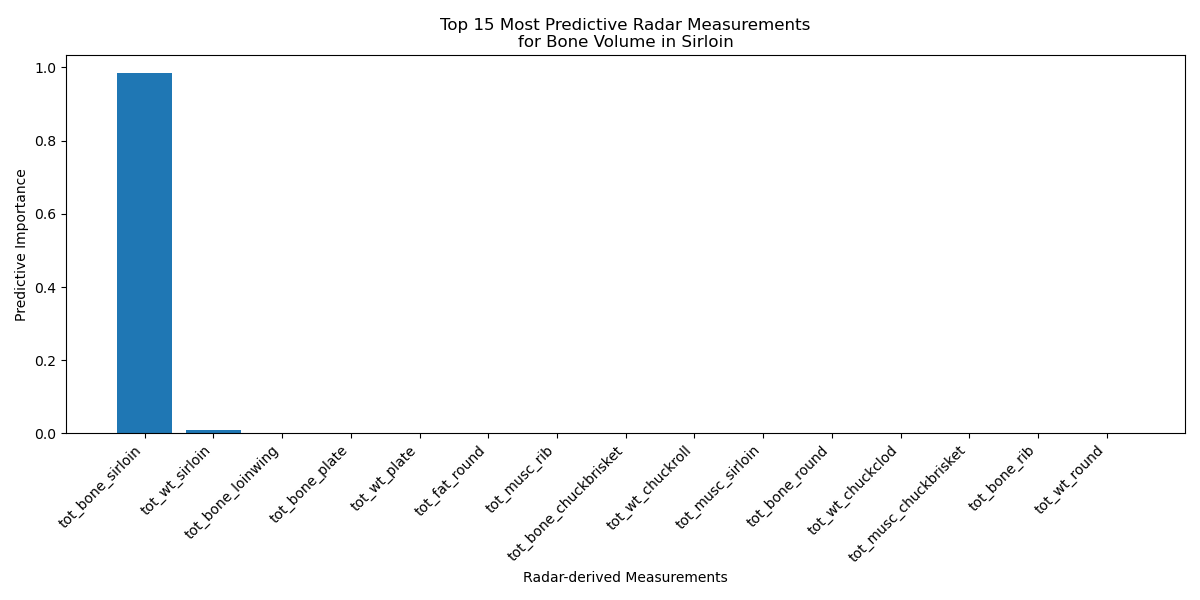 Top 15 Most Predictive Radar Measurements
for Bone Volume in Sirloin
Predictive Importance
1.0
0.8
0.6
0.4
0.2
0.0
tot_bone_sirloin
tot_wt_sirloin
tot_bone_loinwing
tot_bone_plate
tot_wt_plate
tot_fat_round
tot_musc_rib
tot_bone_chuckbrisket
tot_wt_chuckroll
tot_musc_sirloin
tot_bone_round
tot_wt_chuckclod
tot_musc_chuckbrisket
tot_bone_rib
tot_wt_round
Radar-derived Measurements